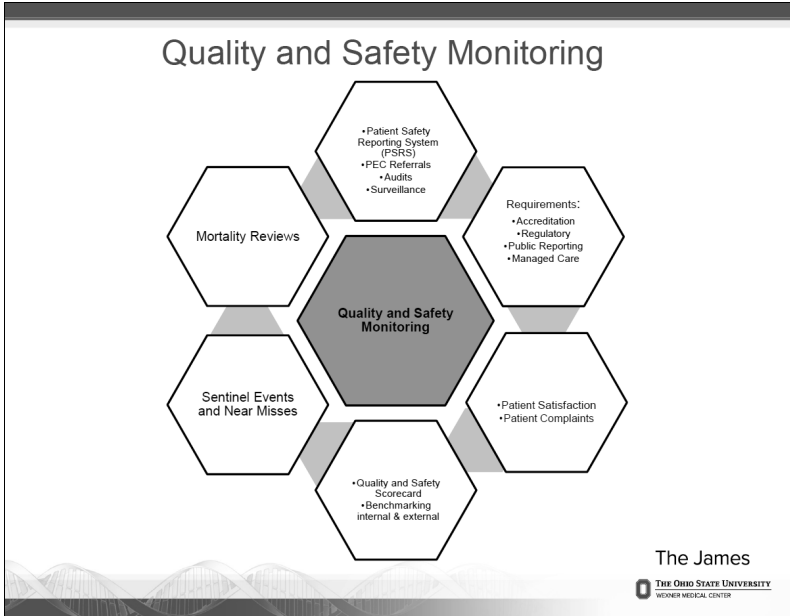 Quality and Safety Monitoring
•Patient Safety
Reporting System
(PSRS)
•PEC Referrals
•Audits
•Surveillance
Requirements:
•Accreditation
•Regulatory
•Public Reporting
•Managed Care
•Patient Satisfaction
•Patient Complaints
•Quality and Safety
Scorecard
•Benchmarking
internal & external
Sentinel Events
and Near Misses
Mortality Reviews
Quality and Safety
Monitoring
The James
THE OHIO STATE UNIVERSITY
WEXNER MEDICAL CENTER